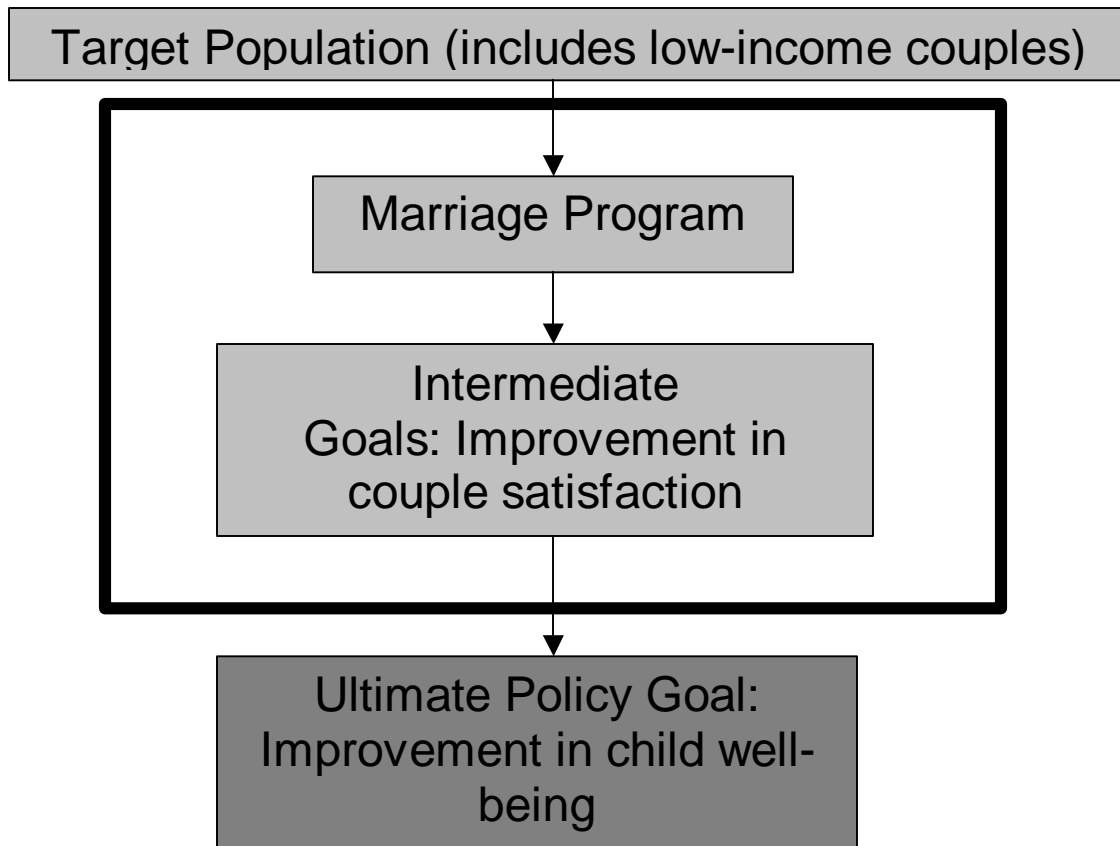 Target Population (includes low-income couples)
Marriage Program
Intermediate
Goals: Improvement in
couple satisfaction
Ultimate Policy Goal:
Improvement in child well-
being